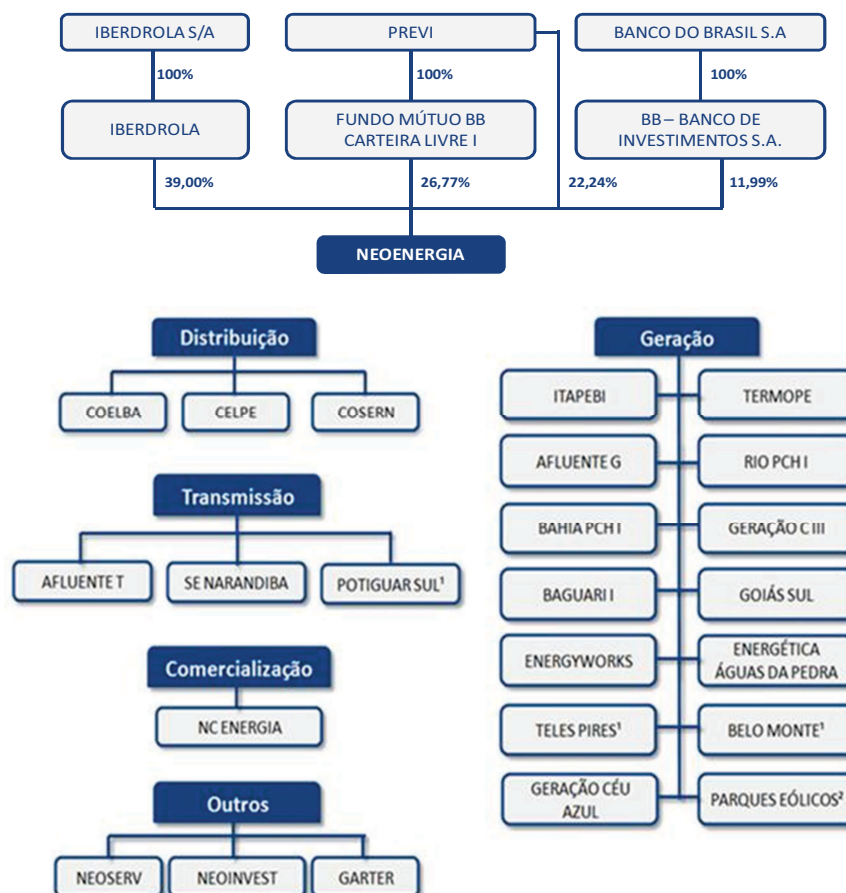 IBERDROLA S/A
PREVI
BANCO DO BRASIL S.A
100%
100%
100%
IBERDROLA
FUNDO MÚTUO BB
CARTEIRA LIVRE I
BB – BANCO DE
INVESTIMENTOS S.A.
39,00%
26,77%
22,24%
11,99%
NEOENERGIA
Distribuição
COELBA
CELPE
COSERN
Transmissão
AFLUENTE T
SE NARANDIBA
POTIGUAR SUL¹
Comercialização
NC ENERGIA
Outros
NEOSERV
NEOINVEST
GARTER
Geração
ITAPEBI
TERMOPE
AFLUENTE G
RIO PCH I
BAHIA PCH I
GERAÇÃO C III
BAGUARI I
GOIÁS SUL
ENERGYWORKS
ENERGÉTICA
ÁGUAS DA PEDRA
TELES PIRES¹
BELO MONTE¹
GERAÇÃO CÉU
AZUL
PARQUES EÓLICOS²